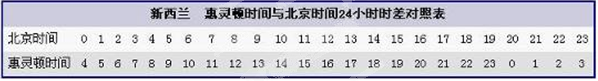 新西兰 惠灵顿时间与北京时间24小时时差对照表
北京时间 0 1 2 3 4 5 6 7 8 9 10 11 12 13 14 15 16 17 18 19 20 21 22 23
惠灵顿时间 4 5 6 7 8 9 10 11 12 13 14 15 16 17 18 19 20 21 22 23 0 1 2 3